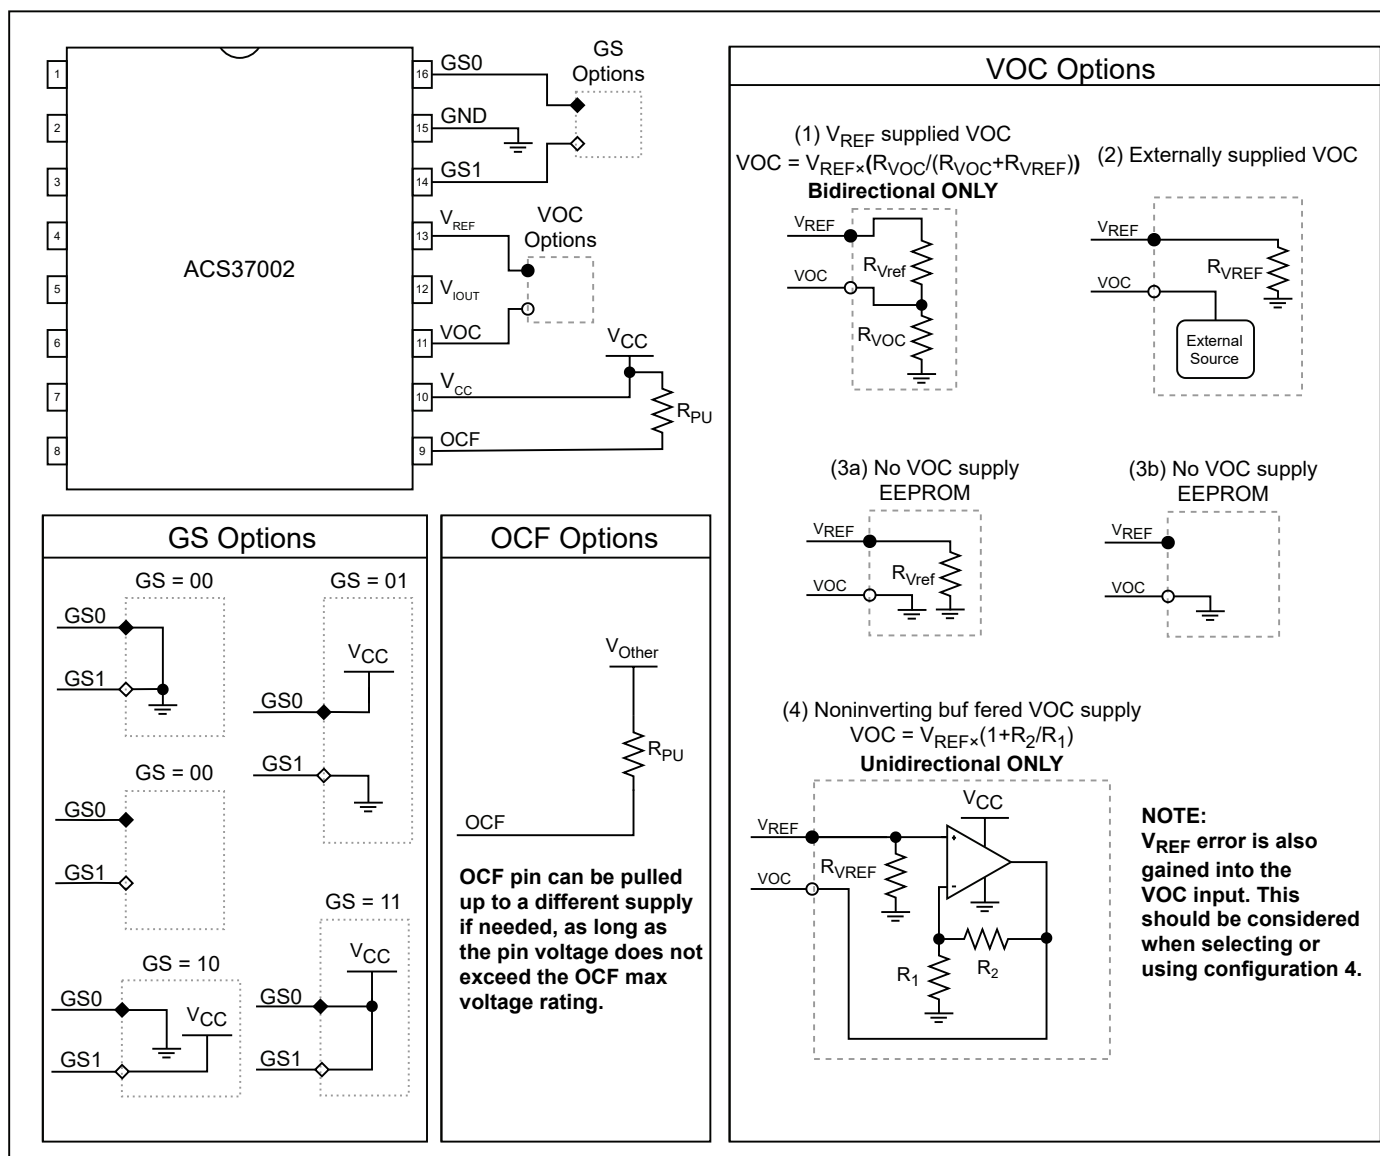 1
2
3
4
5
6
7
8
ACS37002
16 GS0
15 GND
14 GS1
13 VREF
12 VIOUT
11 VOC
10 VCC
9 OCF
GS
Options
VOC
Options
VCC
RPU
GS Options
GS = 00
GS0
GS1
GS = 01
VCC
GS0
GS1
GS = 00
GS0
GS1
GS = 10
GS0
VCC
GS1
GS = 11
VCC
GS0
GS1
OCF Options
VOther
RPU
OCF
OCF pin can be pulled
up to a different supply
if needed, as long as
the pin voltage does not
exceed the OCF max
voltage rating.
VOC Options
(1) VREF supplied VOC
VOC = VREF×(RVOC/(RVOC+RVREF))
Bidirectional ONLY
VREF
RVref
VOC
RVOC
(2) Externally supplied VOC
VREF
RVREF
VOC
External
Source
(3a) No VOC supply
EEPROM
VREF
RVref
VOC
(3b) No VOC supply
EEPROM
VREF
VOC
(4) Noninverting buf fered VOC supply
VOC = VREF×(1+R2/R1)
Unidirectional ONLY
VCC
VREF
+
RVREF
VOC
-
R1
R2
NOTE:
VREF error is also
gained into the
VOC input. This
should be considered
when selecting or
using configuration 4.